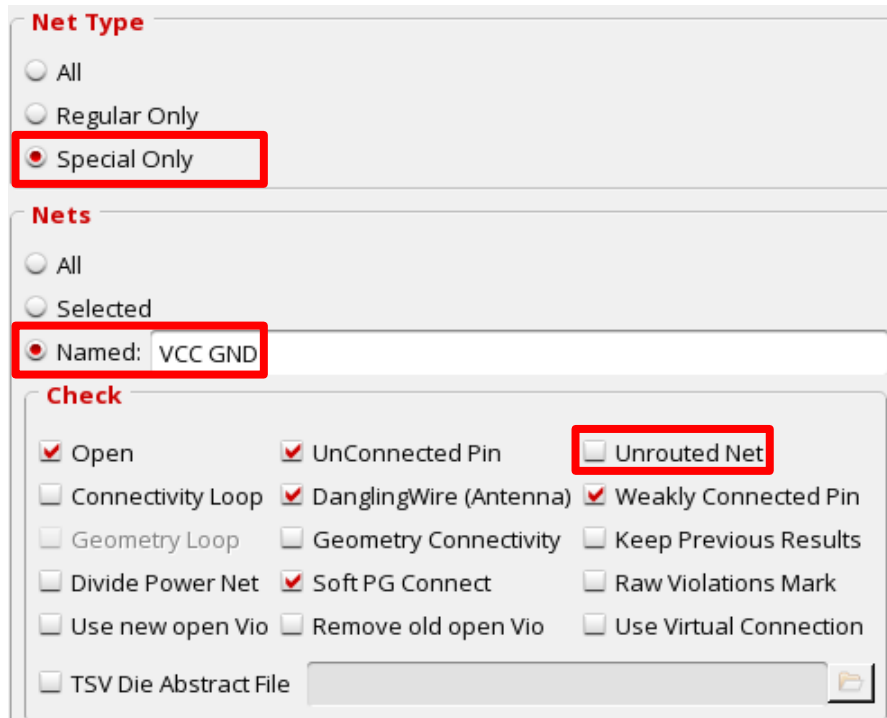 Net Type
All
Regular Only
Special Only
Nets
All
Selected
Named: VCC GND
Check
Open UnConnected Pin Unrouted Net
Connectivity Loop DanglingWire (Antenna) Weakly Connected Pin
Geometry Loop Geometry Connectivity Keep Previous Results
Divide Power Net Soft PG Connect Raw Violations Mark
Use new open Vio Remove old open Vio Use Virtual Connection
TSV Die Abstract File